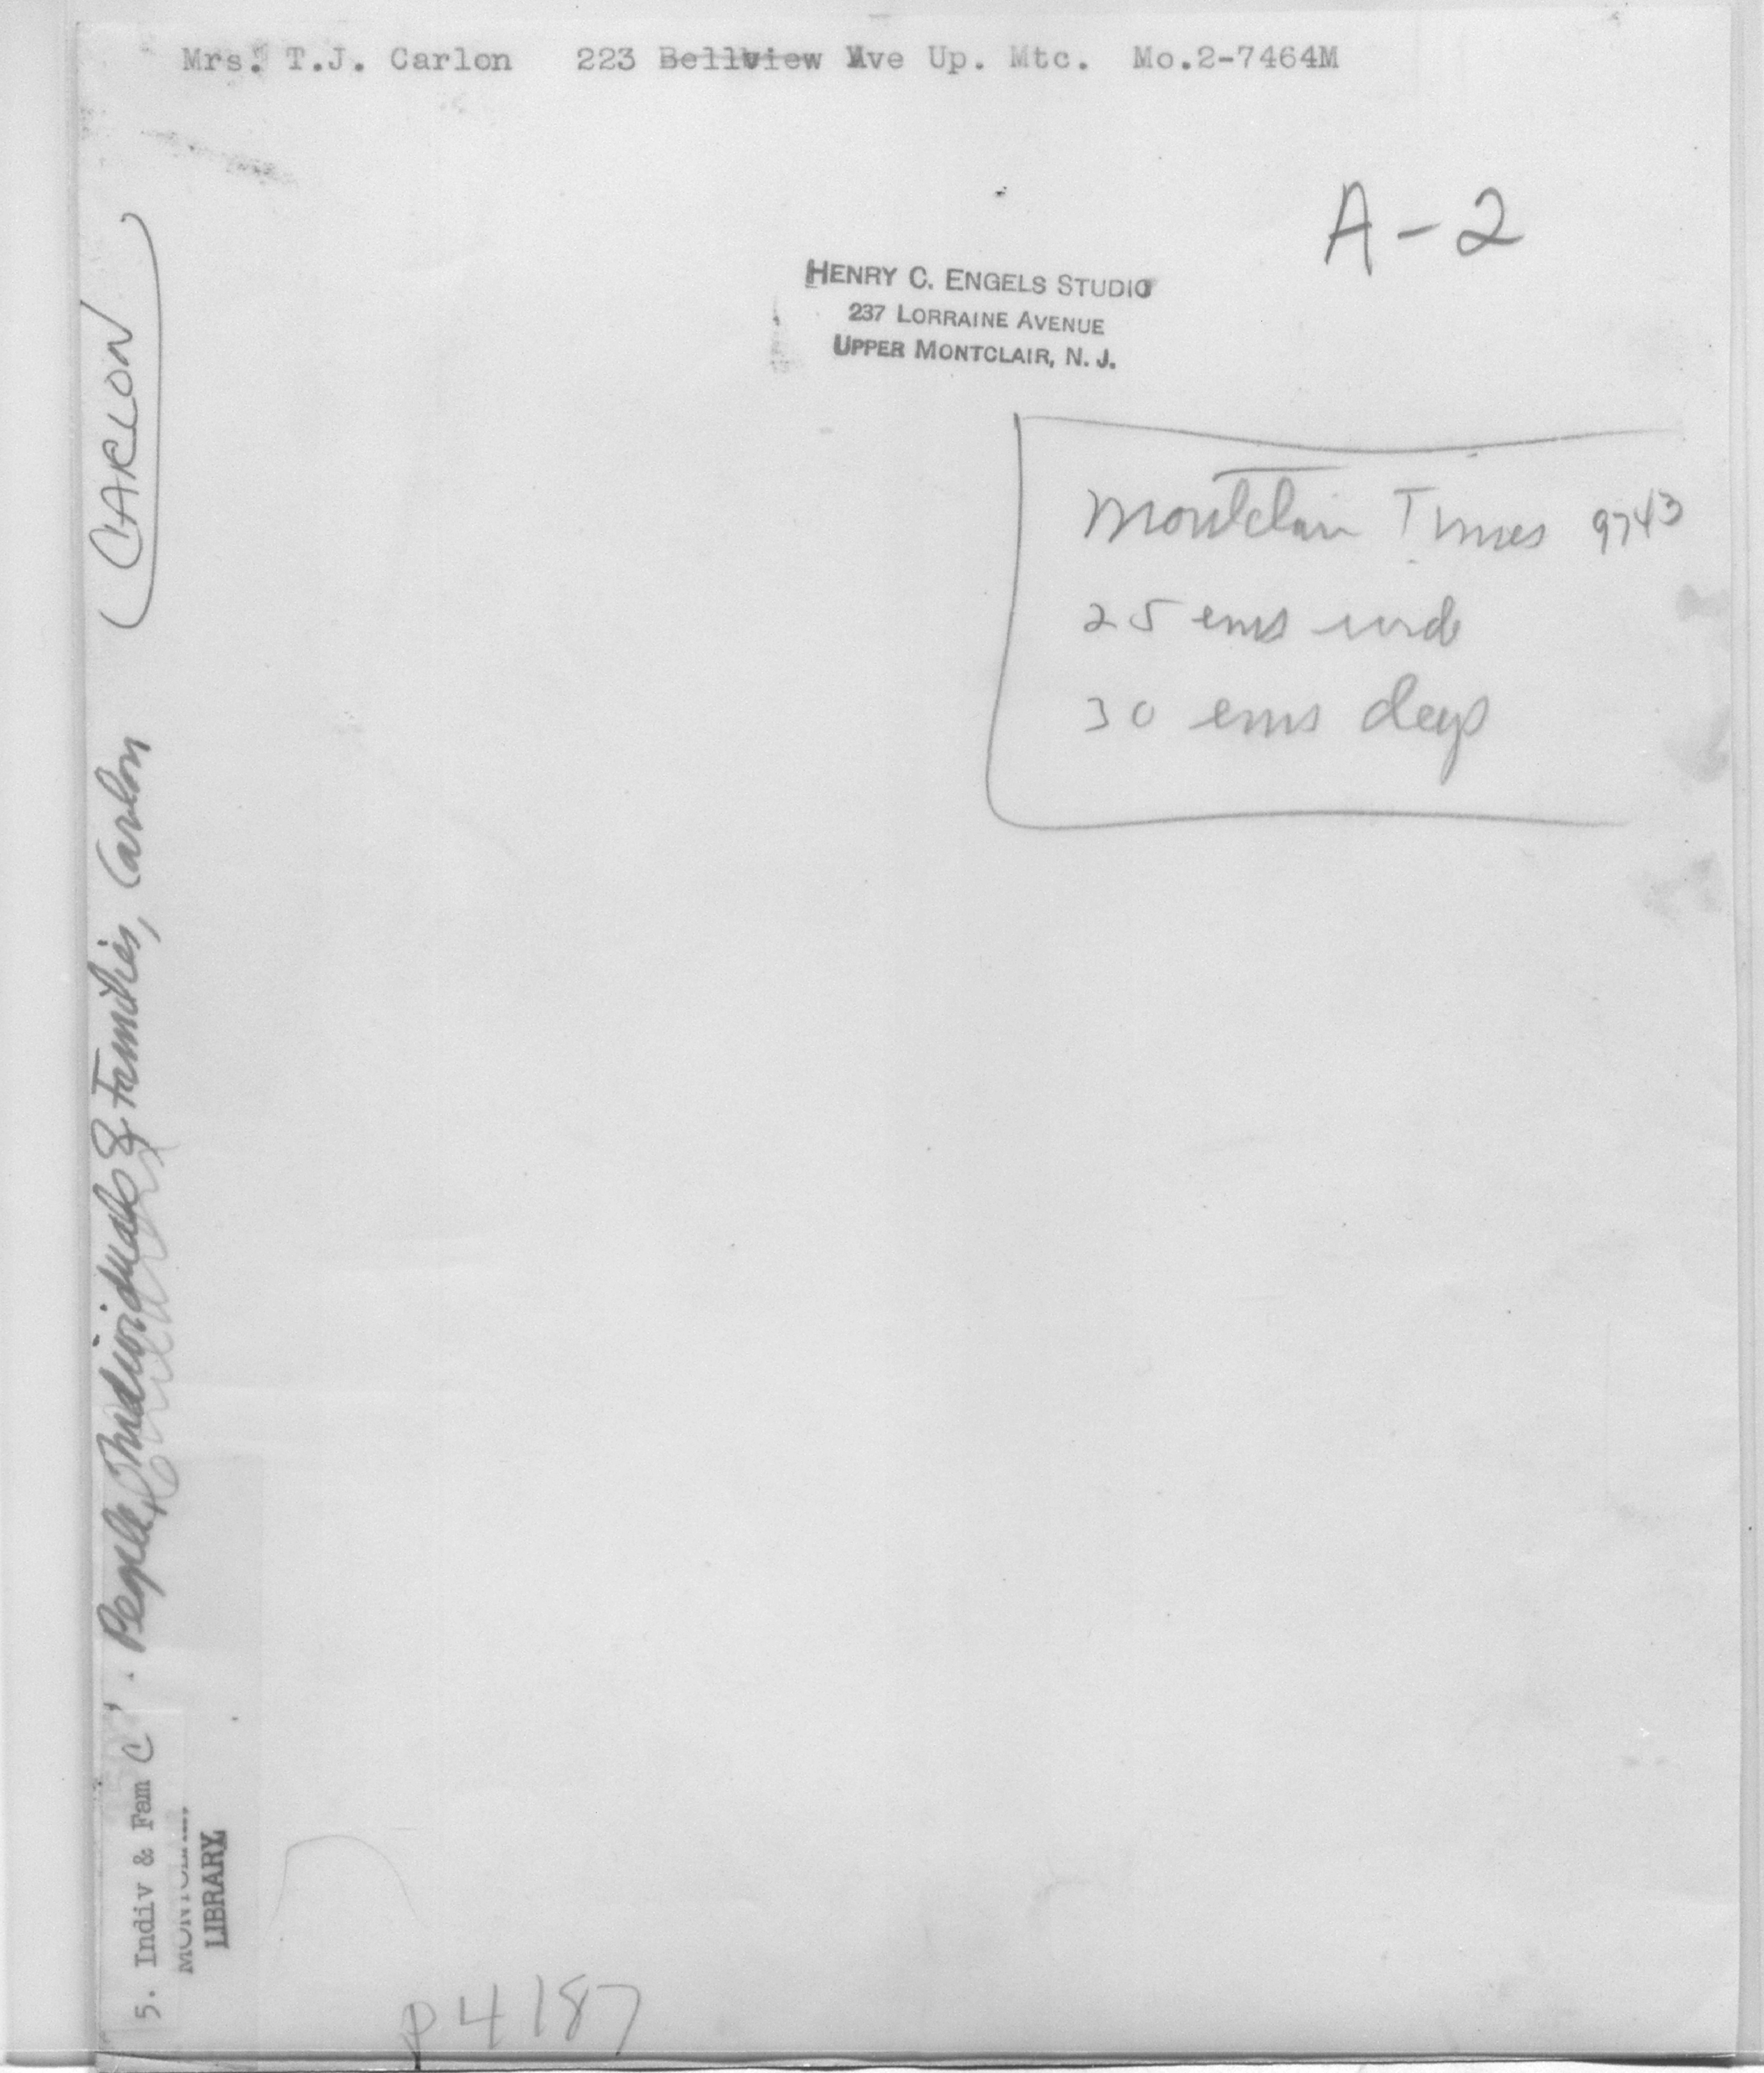 Mrs. T.J. Carlon 223 Bellview Ave Up. Mtc. Mo.2-7464M
A-2
HENRY C. ENGELS STUDIO
237 LORRAINE AVENUE
UPPER MONTCLAIR, N. J.
Montclair Times 9743
25 ems wide
30 ems deep
CARLON
People, Individuals & Families, Carlon
5. Indiv & Fam C
MONTCLAIR
LIBRARY
P4187